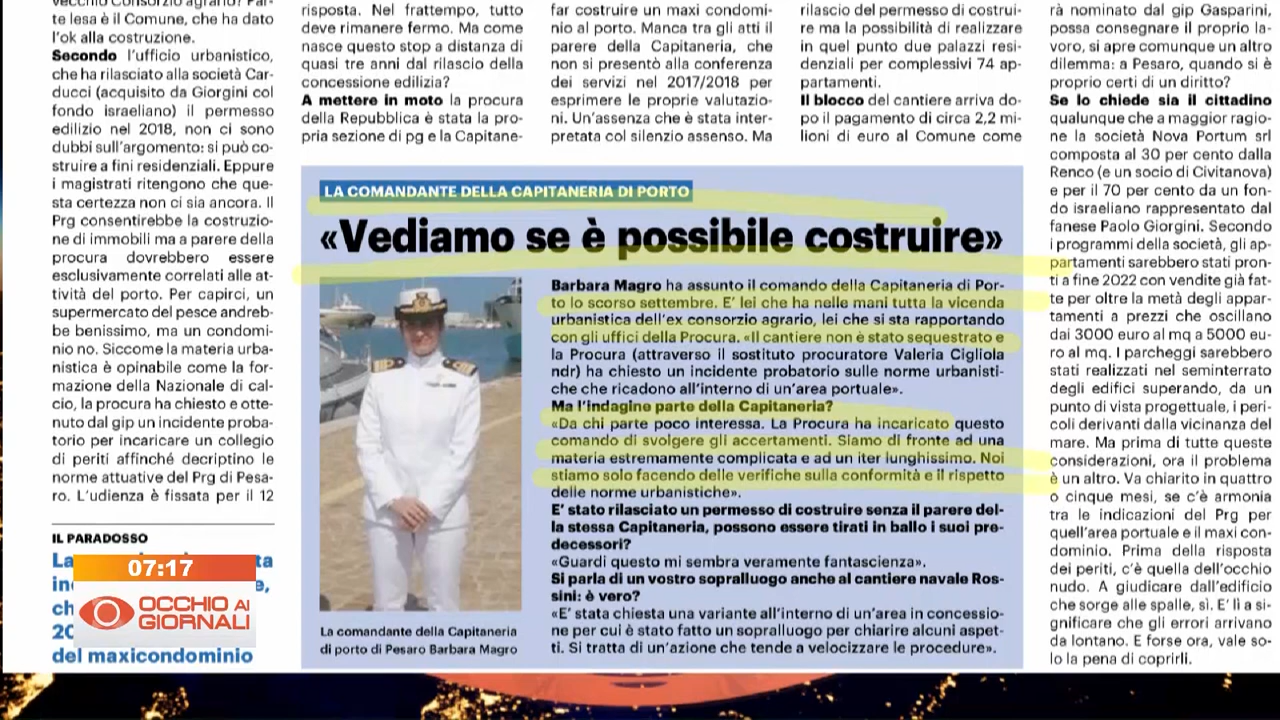 vecchio Consorzio agrario? Par-
te lesa è il Comune, che ha dato
l'ok alla costruzione.
Secondo l'ufficio urbanistico,
che ha rilasciato alla società Car-
ducci (acquisito da Giorgini col
fondo israeliano) il permesso
edilizio nel 2018, non ci sono
dubbi sull'argomento: si può co-
struire a fini residenziali. Eppure
i magistrati ritengono che que-
sta certezza non ci sia ancora. Il
Prg consentirebbe la costruzio-
ne di immobili ma a parere della
procura dovrebbero essere
esclusivamente correlati alle at-
tività del porto. Per capirci, un
supermercato del pesce andreb-
be benissimo, ma un condomi-
nio no. Siccome la materia urba-
nistica è opinabile come la for-
mazione della Nazionale di cal-
cio, la procura ha chiesto e otte-
nuto dal gip un incidente proba-
torio per incaricare un collegio
di periti affinché decriptino le
norme attuative del Prg di Pesa-
ro. L'udienza è fissata per il 12
IL PARADOSSO
La
del maxicondominio
07:17
OCCHIO AI
GIORNALI
risposta. Nel frattempo, tutto
deve rimanere fermo. Ma come
nasce questo stop a distanza di
quasi tre anni dal rilascio della
concessione edilizia?
A mettere in moto la procura
della Repubblica è stata la pro-
pria sezione di pg e la Capitane-
far costruire un maxi condomi-
nio al porto. Manca tra gli atti il
parere della Capitaneria, che
non si presentò alla conferenza
dei servizi nel 2017/2018 per
esprimere le proprie valutazio-
ni. Un'assenza che è stata inter-
pretata col silenzio assenso. Ma
rilascio del permesso di costrui-
re ma la possibilità di realizzare
in quel punto due palazzi resi-
denziali per complessivi 74 ap-
partamenti.
Il blocco del cantiere arriva do-
po il pagamento di circa 2,2 mi-
lioni di euro al Comune come
LA COMANDANTE DELLA CAPITANERIA DI PORTO
«Vediamo se è possibile costruire»
La comandante della Capitaneria
di porto di Pesaro Barbara Magro
Barbara Magro ha assunto il comando della Capitaneria di Por-
to lo scorso settembre. E' lei che ha nelle mani tutta la vicenda
urbanistica dell'ex consorzio agrario, lei che si sta rapportando
con gli uffici della Procura. «Il cantiere non è stato sequestrato e
la Procura (attraverso il sostituto procuratore Valeria Cigliola
ndr) ha chiesto un incidente probatorio sulle norme urbanisti-
che che ricadono all'interno di un'area portuale».
Ma l'indagine parte della Capitaneria?
«Da chi parte poco interessa. La Procura ha incaricato questo
comando di svolgere gli accertamenti. Siamo di fronte ad una
materia estremamente complicata e ad un iter lunghissimo. Noi
stiamo solo facendo delle verifiche sulla conformità e il rispetto
delle norme urbanistiche».
E' stato rilasciato un permesso di costruire senza il parere del-
la stessa Capitaneria, possono essere tirati in ballo i suoi pre-
decessori?
«Guardi questo mi sembra veramente fantascienza».
Si parla di un vostro sopralluogo anche al cantiere navale Ros-
sini: è vero?
«E' stata chiesta una variante all'interno di un'area in concessio-
ne per cui è stato fatto un sopralluogo per chiarire alcuni aspet-
ti. Si tratta di un'azione che tende a velocizzare le procedure».
rà nominato dal gip Gasparini,
possa consegnare il proprio la-
voro, si apre comunque un altro
dilemma: a Pesaro, quando si è
proprio certi di un diritto?
Se lo chiede sia il cittadino
qualunque che a maggior ragio-
ne la società Nova Portum srl
composta al 30 per cento dalla
Renco (e un socio di Civitanova)
e per il 70 per cento da un fon-
do israeliano rappresentato dal
fanese Paolo Giorgini. Secondo
i programmi della società, gli ap-
partamenti sarebbero stati pron-
ti a fine 2022 con vendite già fat-
te per oltre la metà degli appar-
tamenti a prezzi che oscillano
dai 3000 euro al mq a 5000 eu-
ro al mq. I parcheggi sarebbero
stati realizzati nel seminterrato
degli edifici superando, da un
punto di vista progettuale, i peri-
coli derivanti dalla vicinanza del
mare. Ma prima di tutte queste
considerazioni, ora il problema
è un altro. Va chiarito in quattro
o cinque mesi, se c'è armonia
tra le indicazioni del Prg per
quell'area portuale e il maxi con-
dominio. Prima della risposta
dei periti, c'è quella dell'occhio
nudo. A giudicare dall'edificio
che sorge alle spalle, sì. E' lì a si-
gnificare che gli errori arrivano
da lontano. E forse ora, vale so-
lo la pena di coprirli.